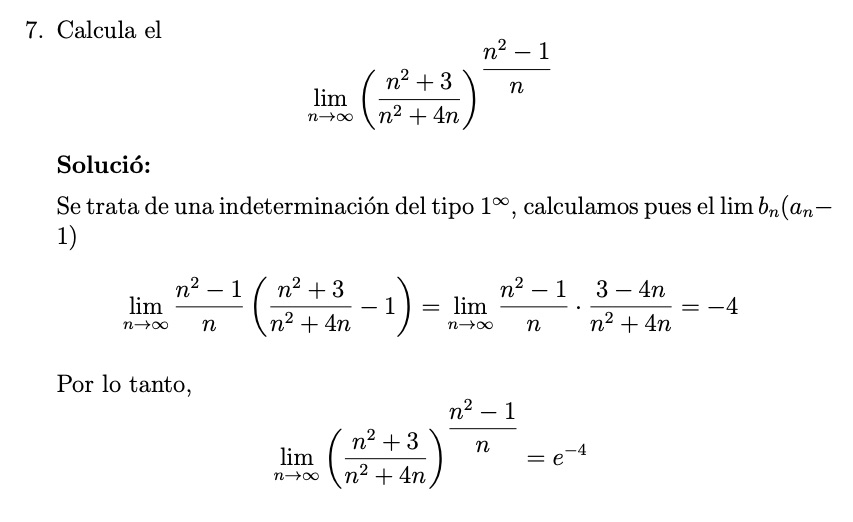 7. Calcula el
$$\lim_{n\to\infty} \left(\frac{n^2+3}{n^2+4n}\right)^{\dfrac{n^2-1}{n}}$$
Solució:
Se trata de una indeterminación del tipo $1^\infty$, calculamos pues el $\lim b_n(a_n-$
$1)$
$$\lim_{n\to\infty} \frac{n^2-1}{n}\left(\frac{n^2+3}{n^2+4n}-1\right) = \lim_{n\to\infty} \frac{n^2-1}{n} \cdot \frac{3-4n}{n^2+4n} = -4$$
Por lo tanto,
$$\lim_{n\to\infty} \left(\frac{n^2+3}{n^2+4n}\right)^{\dfrac{n^2-1}{n}} = e^{-4}$$